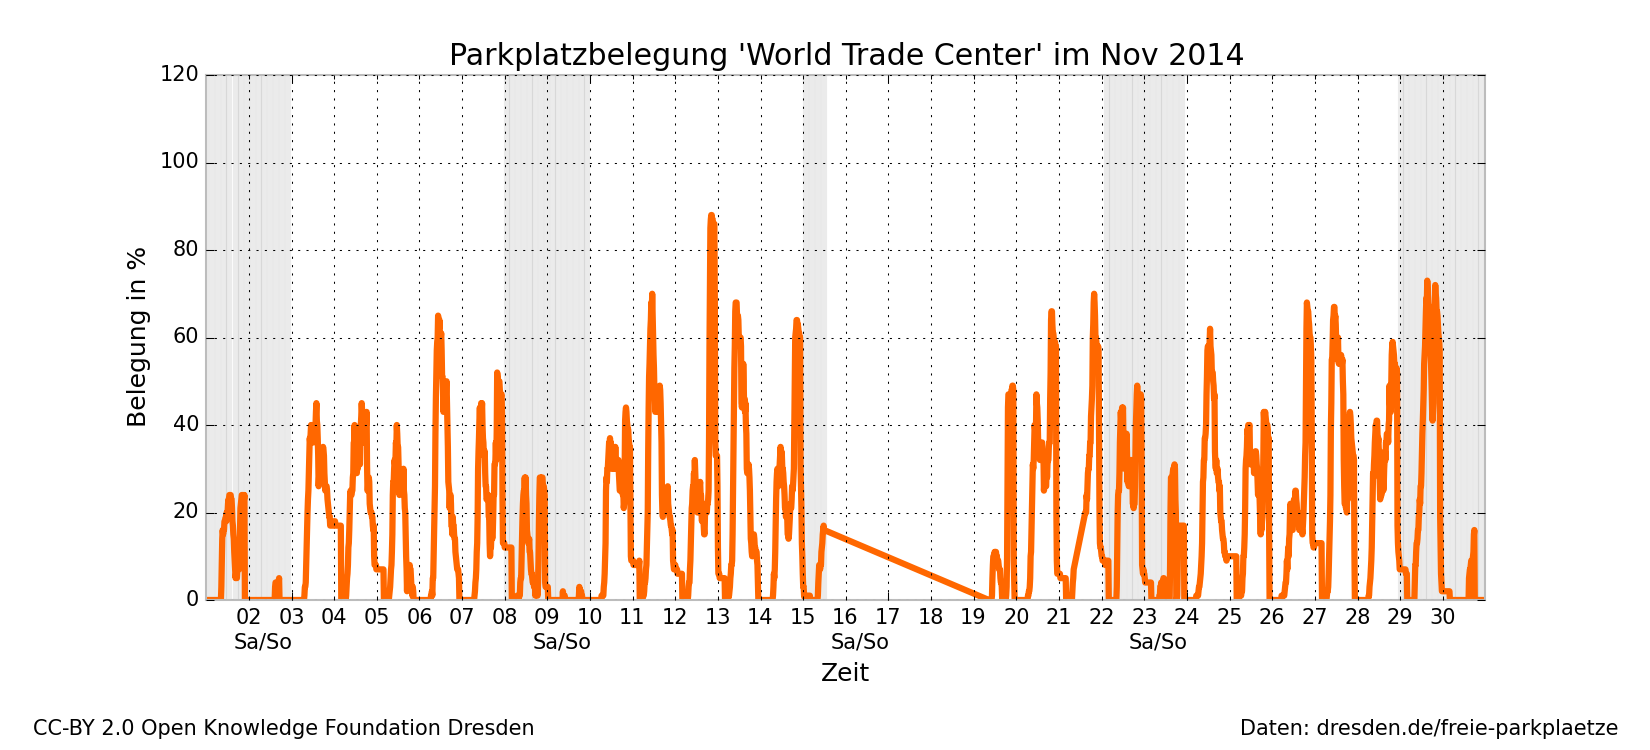 Parkplatzbelegung 'World Trade Center' im Nov 2014
120
100
80
60
40
20
0
Belegung in %
02 03 04 05 06 07 08 09 10 11 12 13 14 15 16 17 18 19 20 21 22 23 24 25 26 27 28 29 30
Sa/So Sa/So Sa/So Sa/So
Zeit
CC-BY 2.0 Open Knowledge Foundation Dresden
Daten: dresden.de/freie-parkplaetze